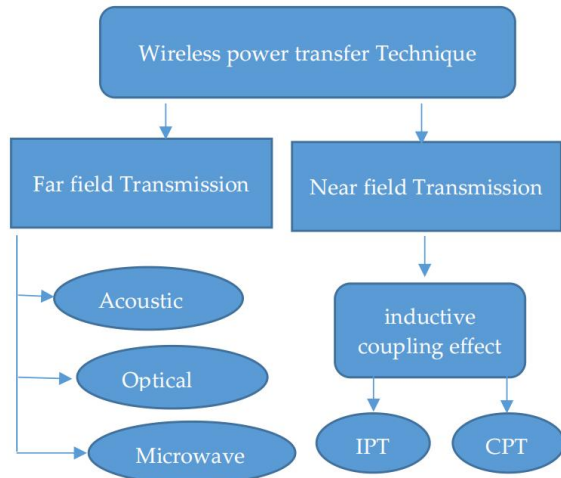 Wireless power transfer Technique
Far field Transmission
Near field Transmission
Acoustic
Optical
Microwave
inductive
coupling effect
IPT
CPT